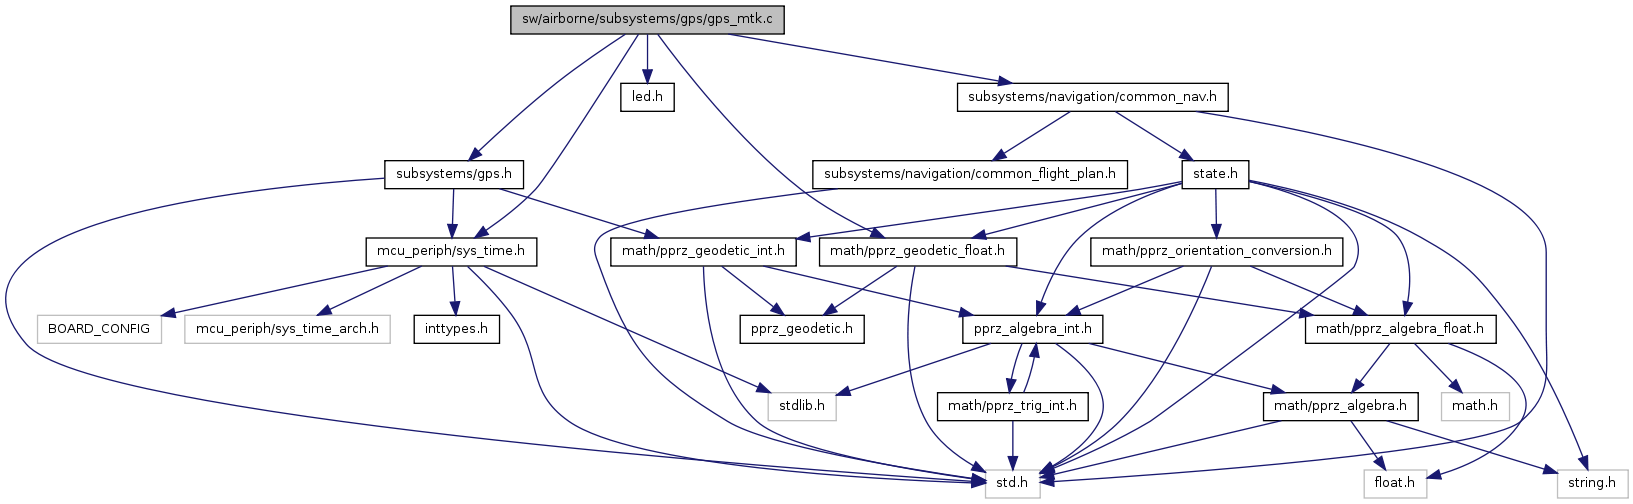 sw/airborne/subsystems/gps/gps_mtk.c
led.h
subsystems/navigation/common_nav.h
subsystems/gps.h
subsystems/navigation/common_flight_plan.h
state.h
mcu_periph/sys_time.h
math/pprz_geodetic_int.h
math/pprz_geodetic_float.h
math/pprz_orientation_conversion.h
BOARD_CONFIG
mcu_periph/sys_time_arch.h
inttypes.h
pprz_geodetic.h
pprz_algebra_int.h
math/pprz_algebra_float.h
stdlib.h
math/pprz_trig_int.h
math/pprz_algebra.h
math.h
std.h
float.h
string.h